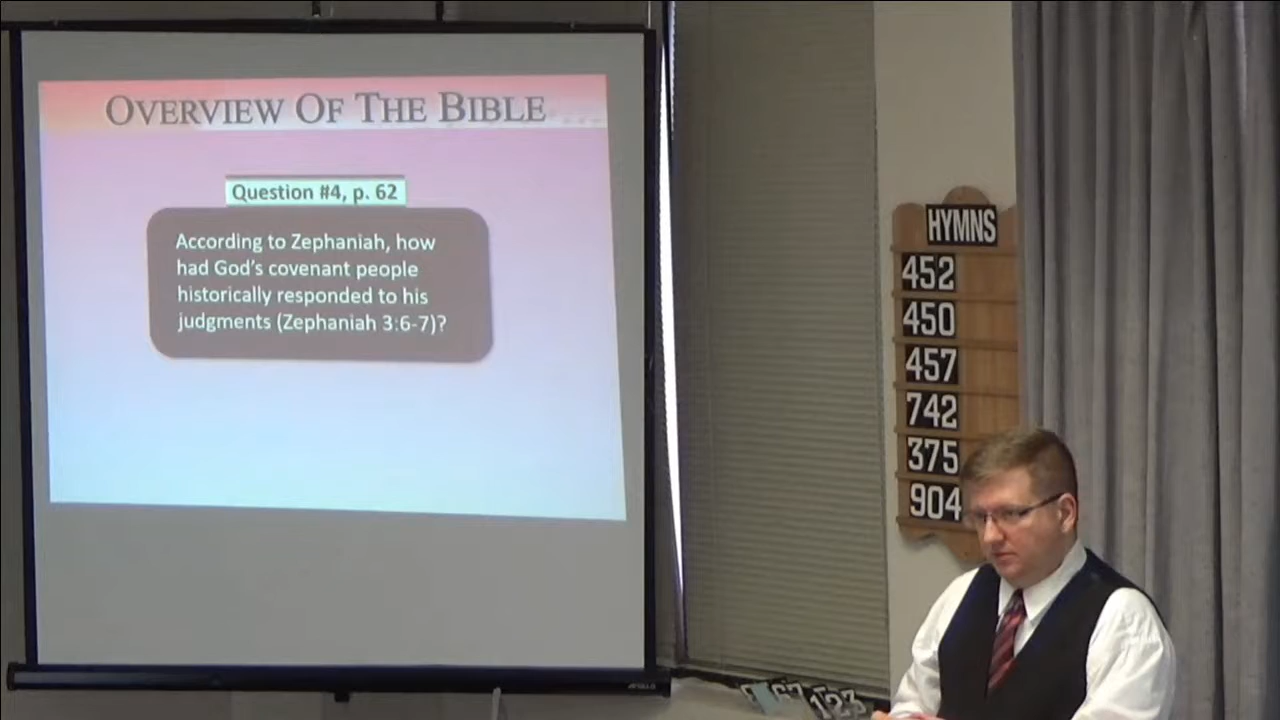 OVERVIEW OF THE BIBLE
Question #4, p. 62
According to Zephaniah, how
had God's covenant people
historically responded to his
judgments (Zephaniah 3:6-7)?
HYMNS
452
450
457
742
375
904
123